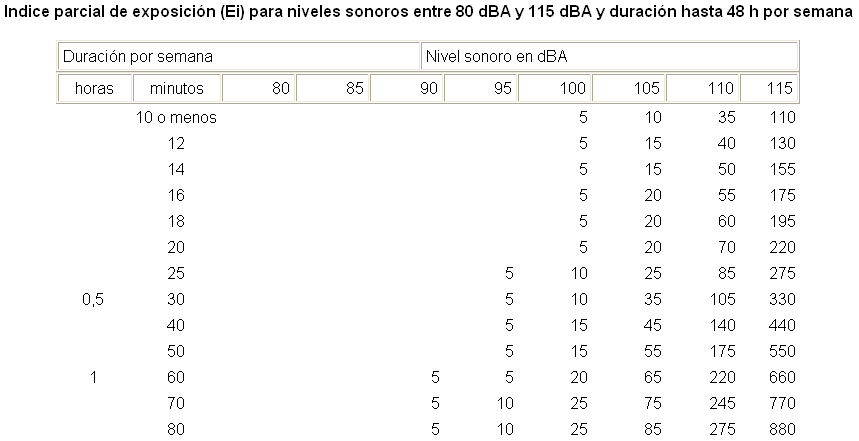 Indice parcial de exposición (Ei) para niveles sonoros entre 80 dBA y 115 dBA y duración hasta 48 h por semana
Duración por semana Nivel sonoro en dBA
horas minutos 80 85 90 95 100 105 110 115
10 o menos 5 10 35 110
12 5 15 40 130
14 5 15 50 155
16 5 20 55 175
18 5 20 60 195
20 5 20 70 220
25 5 10 25 85 275
0,5 30 5 10 35 105 330
40 5 15 45 140 440
50 5 15 55 175 550
1 60 5 5 20 65 220 660
70 5 10 25 75 245 770
80 5 10 25 85 275 880